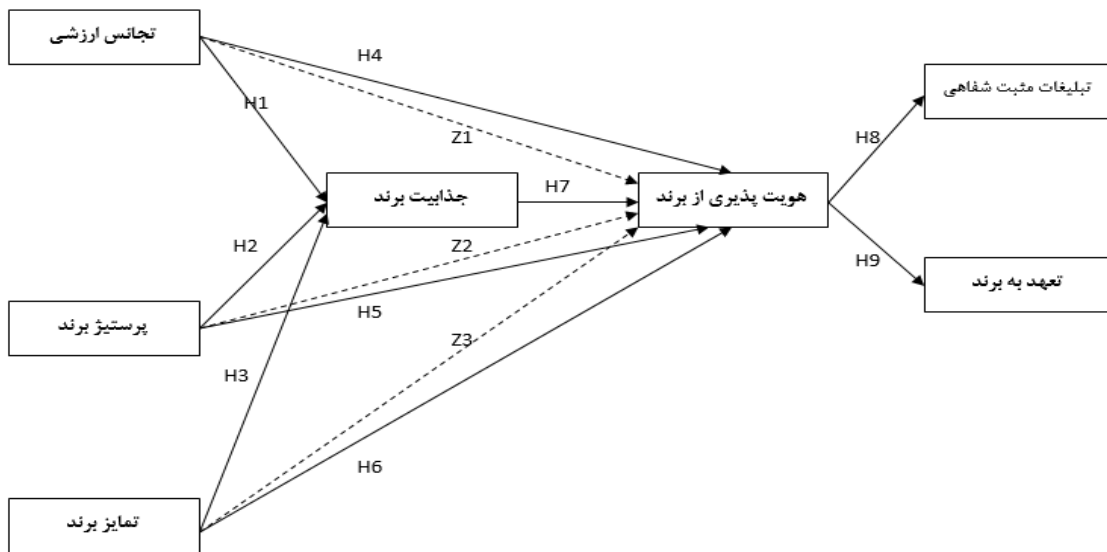 تجانس ارزشی
H4
H1
Z1
تبلیغات مثبت شفاهی
H8
جذابیت برند
H7
هویت پذیری از برند
H2
Z2
H9
تعهد به برند
پرستیژ برند
H5
Z3
H3
H6
تمایز برند